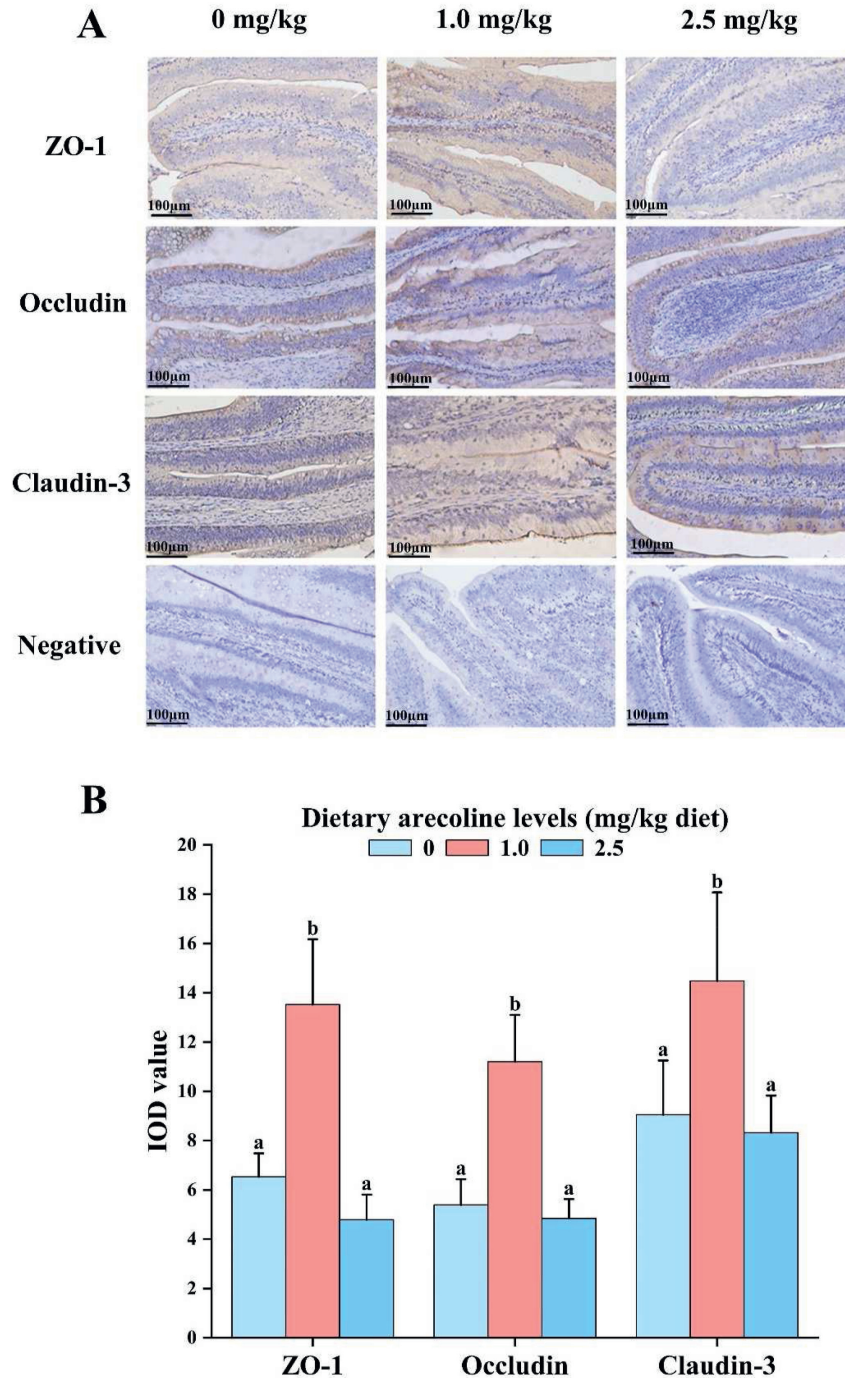 A
0 mg/kg 1.0 mg/kg 2.5 mg/kg
ZO-1
100μm 100μm 100μm
Occludin
100μm 100μm 100μm
Claudin-3
100μm 100μm 100μm
Negative
100μm 100μm 100μm
B
Dietary arecoline levels (mg/kg diet)
0 1.0 2.5
IOD value
20
18
16
14
12
10
8
6
4
2
0
a b a
a b a
a b a
ZO-1 Occludin Claudin-3